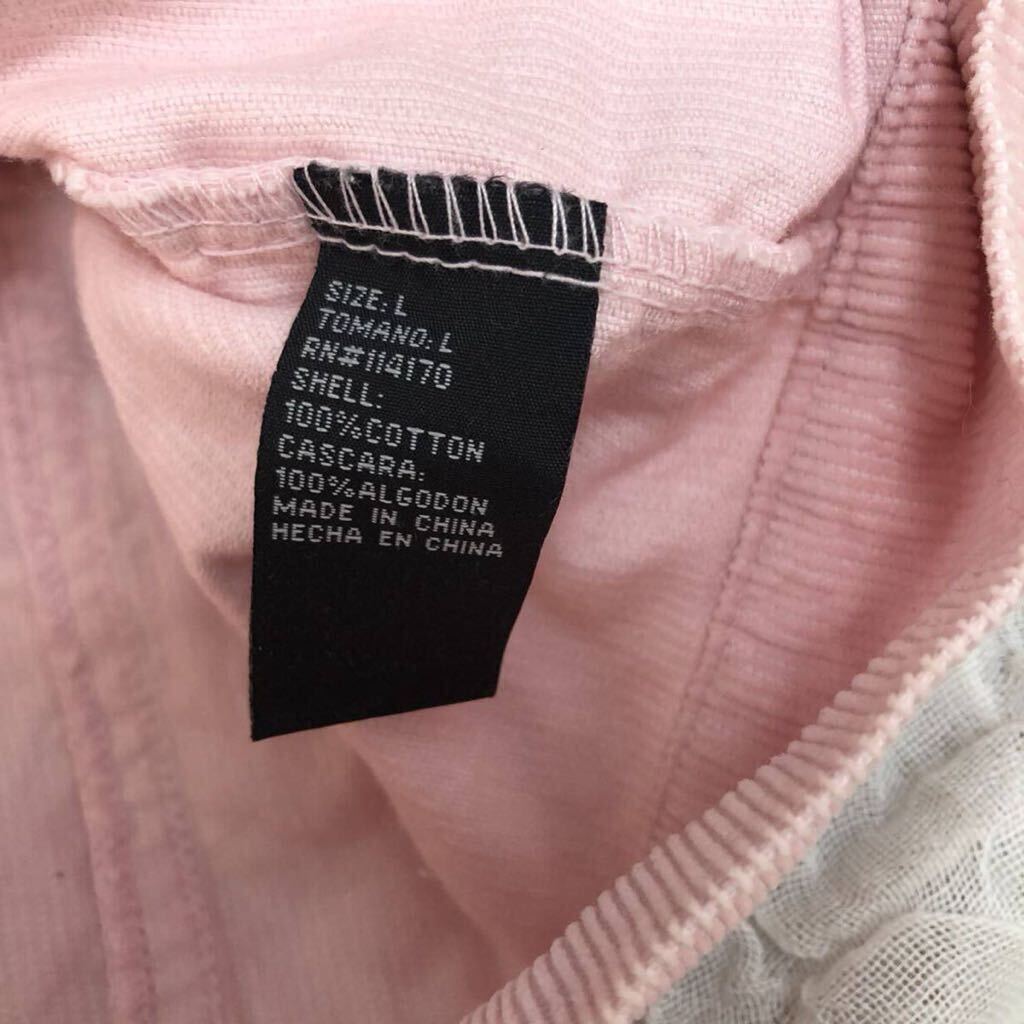 SIZE: L
TOMANO: L
RN#114170
SHELL:
100%COTTON
CASCARA:
100%ALGODON
MADE IN CHINA
HECHA EN CHINA